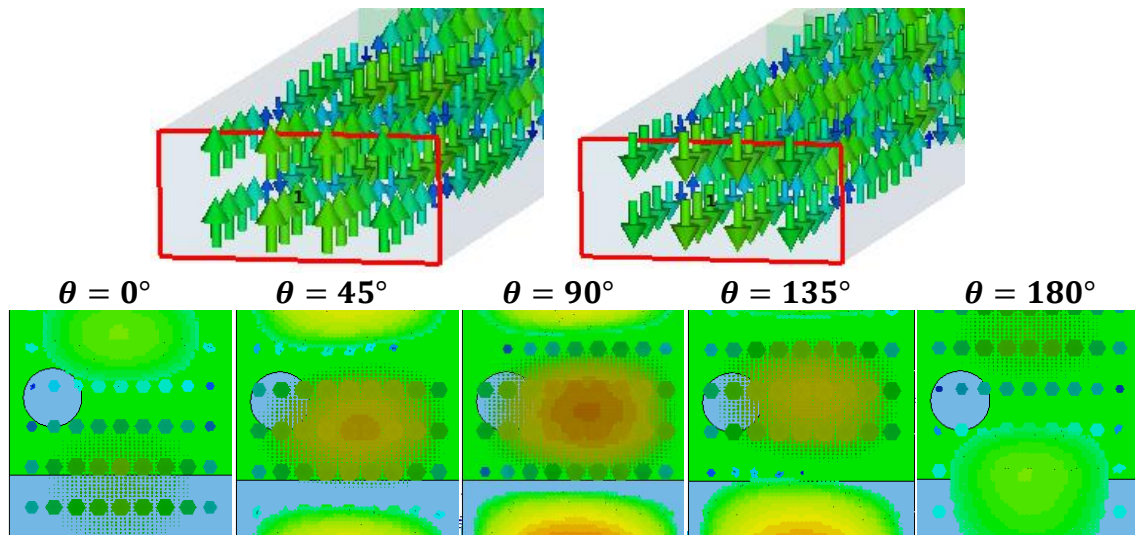 1
1
θ = 0° θ = 45° θ = 90° θ = 135° θ = 180°